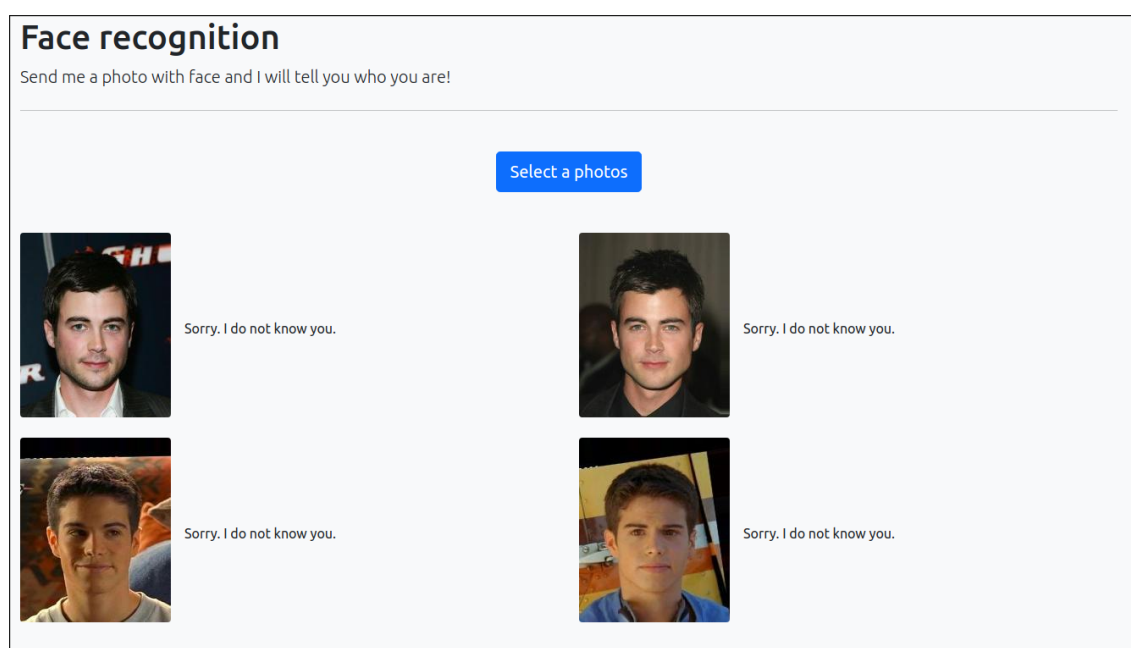 Face recognition
Send me a photo with face and I will tell you who you are!
Select a photos
GH
R
Sorry. I do not know you.
Sorry. I do not know you.
Sorry. I do not know you.
Sorry. I do not know you.